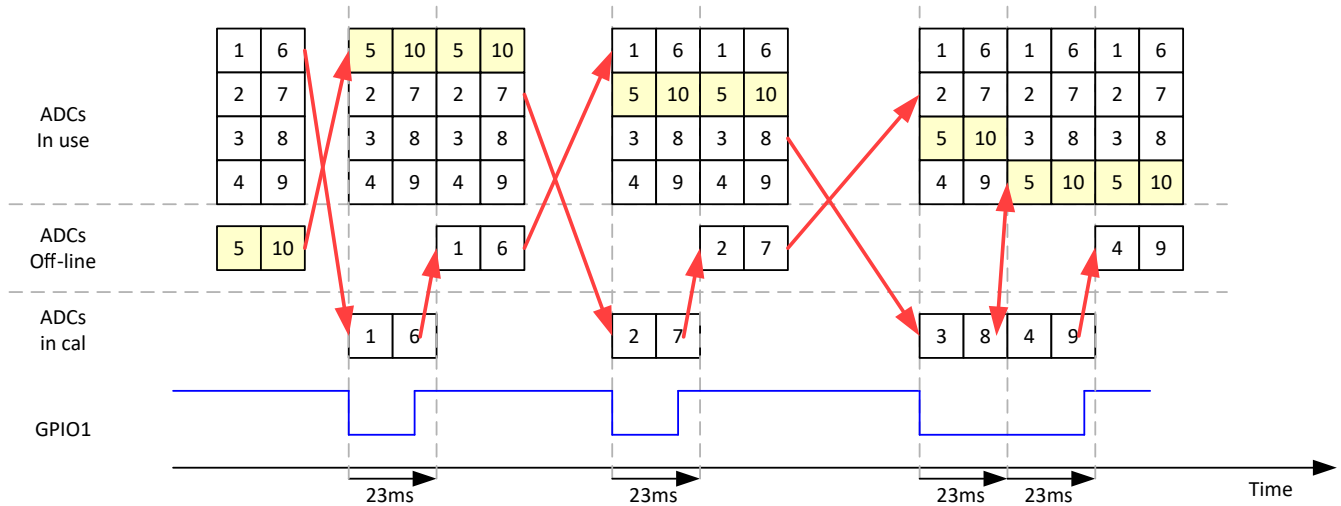 1 6 5 10 5 10 1 6 1 6 1 6 1 6 1 6
2 7 2 7 2 7 5 10 5 10 2 7 2 7 2 7
ADCs
In use
3 8 3 8 3 8 3 8 3 8 5 10 3 8 3 8
4 9 4 9 4 9 4 9 4 9 4 9 5 10 5 10
ADCs
Off-line
5 10 1 6 2 7 4 9
ADCs
in cal
1 6 2 7 3 8 4 9
GPIO1
23ms 23ms 23ms 23ms Time